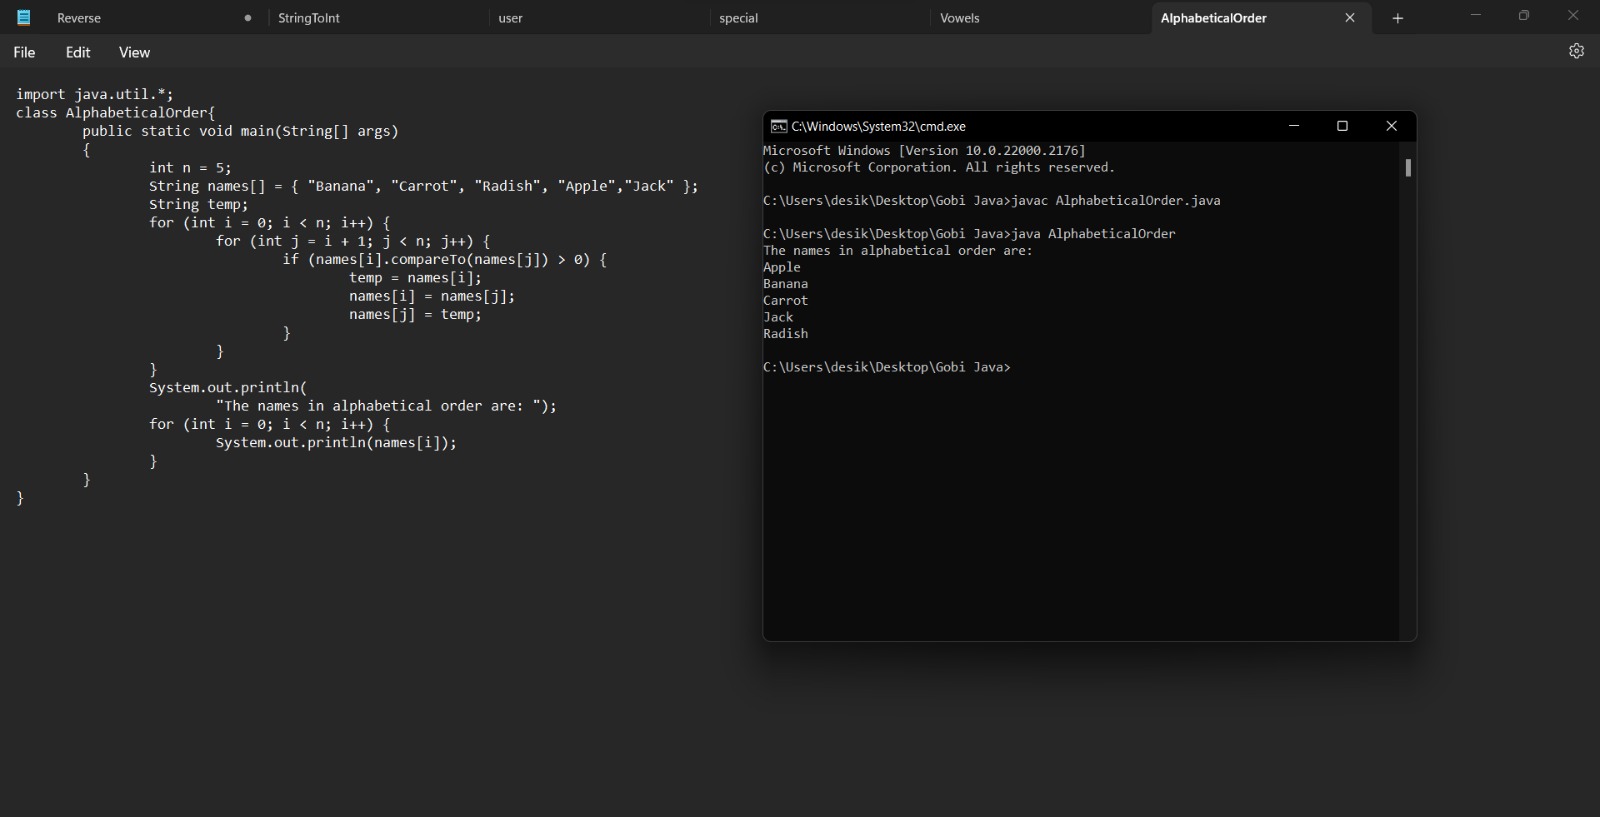 Reverse
StringToInt
user
special
Vowels
AlphabeticalOrder
File
Edit
View
import java.util.*;
class AlphabeticalOrder{
public static void main(String[] args)
{
int n = 5;
String names[] = { "Banana", "Carrot", "Radish", "Apple","Jack" };
String temp;
for (int i = 0; i < n; i++) {
for (int j = i + 1; j < n; j++) {
if (names[i].compareTo(names[j]) > 0) {
temp = names[i];
names[i] = names[j];
names[j] = temp;
}
}
}
System.out.println(
"The names in alphabetical order are: ");
for (int i = 0; i < n; i++) {
System.out.println(names[i]);
}
}
}
C:\Windows\System32\cmd.exe
Microsoft Windows [Version 10.0.22000.2176]
(c) Microsoft Corporation. All rights reserved.
C:\Users\desik\Desktop\Gobi Java>javac AlphabeticalOrder.java
C:\Users\desik\Desktop\Gobi Java>java AlphabeticalOrder
The names in alphabetical order are:
Apple
Banana
Carrot
Jack
Radish
C:\Users\desik\Desktop\Gobi Java>